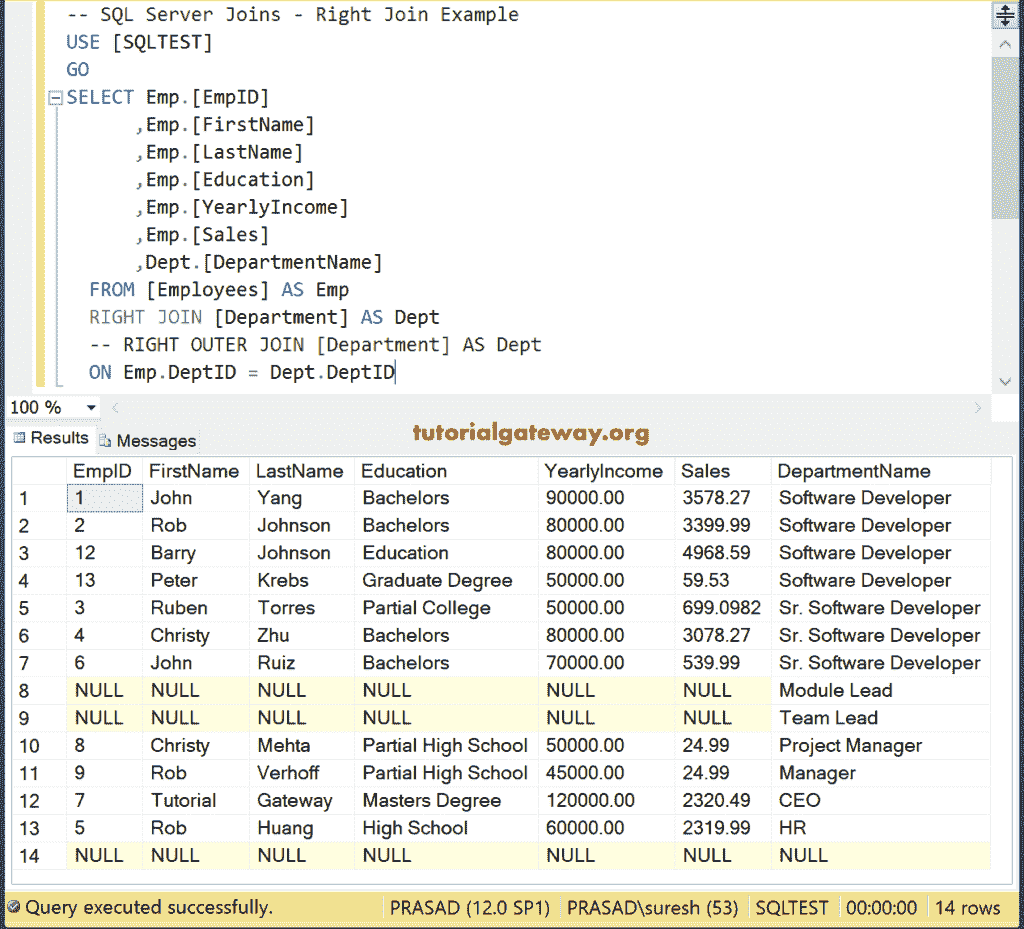 -- SQL Server Joins - Right Join Example
USE [SQLTEST]
GO
SELECT Emp.[EmpID]
,Emp.[FirstName]
,Emp.[LastName]
,Emp.[Education]
,Emp.[YearlyIncome]
,Emp.[Sales]
,Dept.[DepartmentName]
FROM [Employees] AS Emp
RIGHT JOIN [Department] AS Dept
-- RIGHT OUTER JOIN [Department] AS Dept
ON Emp.DeptID = Dept.DeptID
100 %
Results Messages
tutorialgateway.org
EmpID FirstName LastName Education YearlyIncome Sales DepartmentName
1 1 John Yang Bachelors 90000.00 3578.27 Software Developer
2 2 Rob Johnson Bachelors 80000.00 3399.99 Software Developer
3 12 Barry Johnson Education 80000.00 4968.59 Software Developer
4 13 Peter Krebs Graduate Degree 50000.00 59.53 Software Developer
5 3 Ruben Torres Partial College 50000.00 699.0982 Sr. Software Developer
6 4 Christy Zhu Bachelors 80000.00 3078.27 Sr. Software Developer
7 6 John Ruiz Bachelors 70000.00 539.99 Sr. Software Developer
8 NULL NULL NULL NULL NULL NULL Module Lead
9 NULL NULL NULL NULL NULL NULL Team Lead
10 8 Christy Mehta Partial High School 50000.00 24.99 Project Manager
11 9 Rob Verhoff Partial High School 45000.00 24.99 Manager
12 7 Tutorial Gateway Masters Degree 120000.00 2320.49 CEO
13 5 Rob Huang High School 60000.00 2319.99 HR
14 NULL NULL NULL NULL NULL NULL NULL
Query executed successfully. PRASAD (12.0 SP1) PRASAD\suresh (53) SQLTEST 00:00:00 14 rows